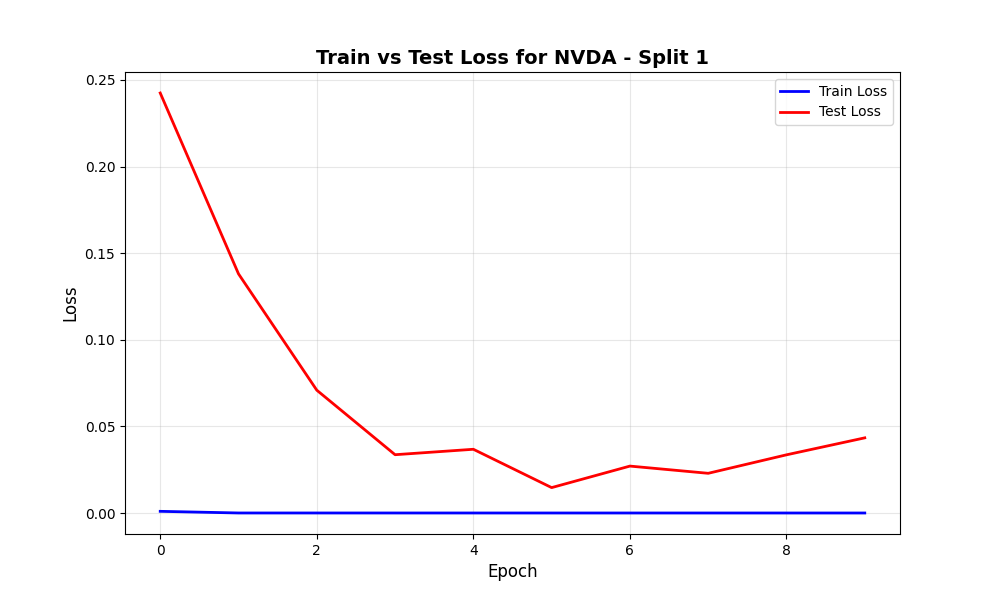 Train vs Test Loss for NVDA - Split 1
Train Loss
Test Loss
0.25
0.20
0.15
0.10
0.05
0.00
Loss
0 2 4 6 8
Epoch